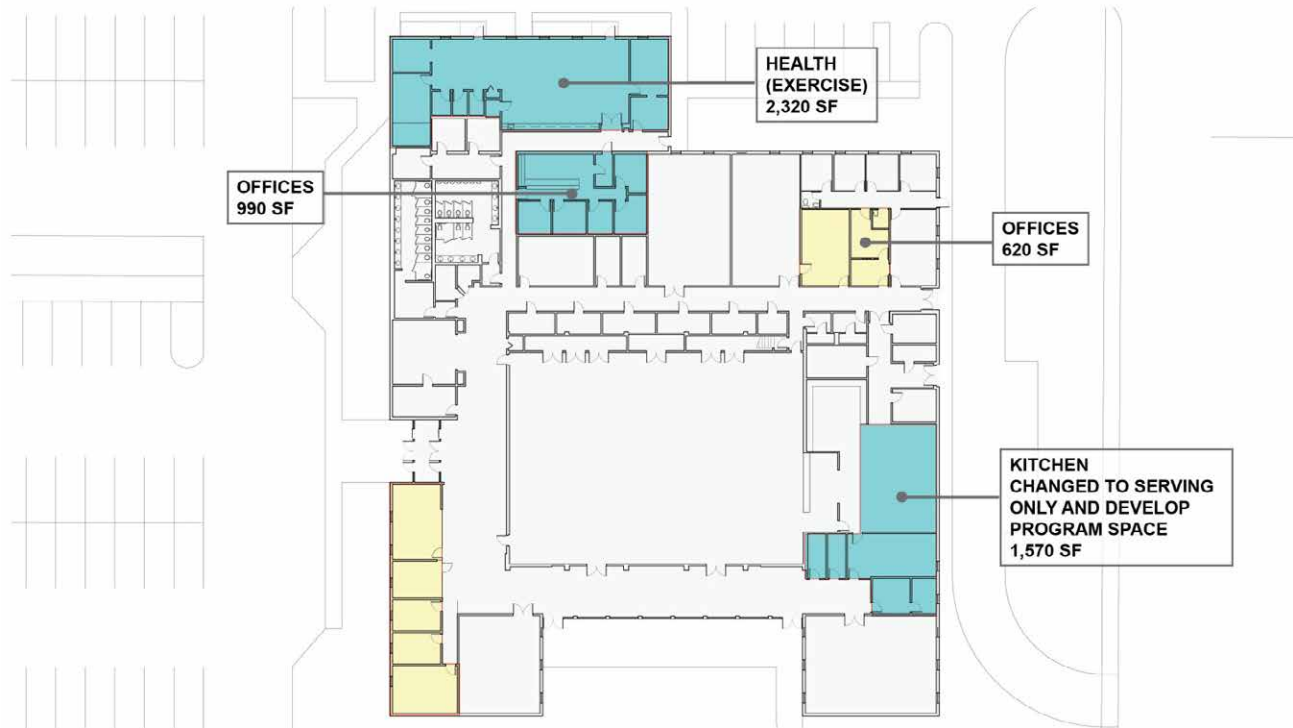 HEALTH
(EXERCISE)
2,320 SF
OFFICES
990 SF
OFFICES
620 SF
KITCHEN
CHANGED TO SERVING
ONLY AND DEVELOP
PROGRAM SPACE
1,570 SF